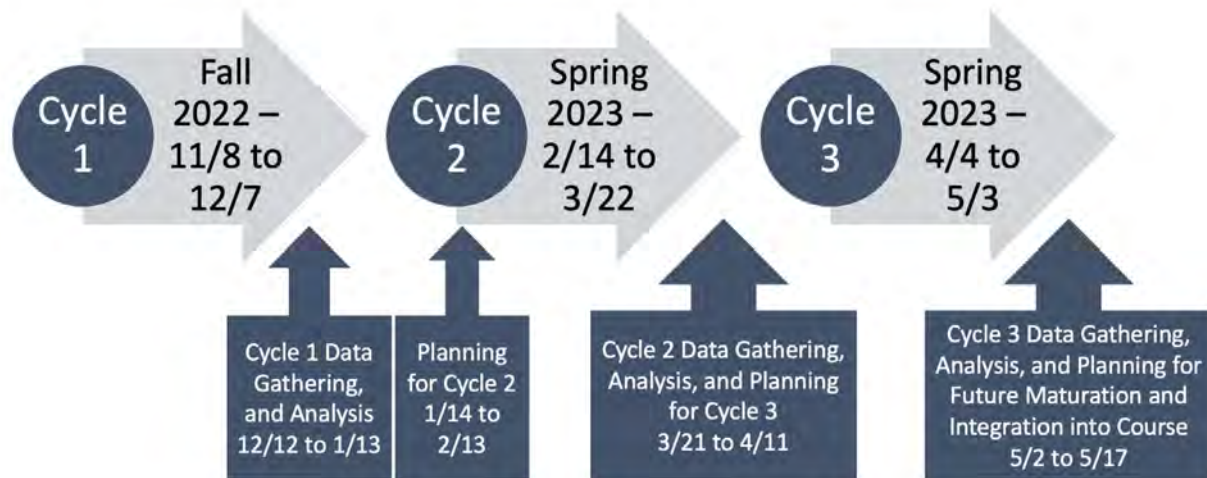 Cycle
1
Fall
2022 –
11/8 to
12/7
Cycle
2
Spring
2023 –
2/14 to
3/22
Cycle
3
Spring
2023 –
4/4 to
5/3
Cycle 1 Data
Gathering,
and Analysis
12/12 to 1/13
Planning
for Cycle 2
1/14 to
2/13
Cycle 2 Data Gathering,
Analysis, and Planning
for Cycle 3
3/21 to 4/11
Cycle 3 Data Gathering,
Analysis, and Planning for
Future Maturation and
Integration into Course
5/2 to 5/17